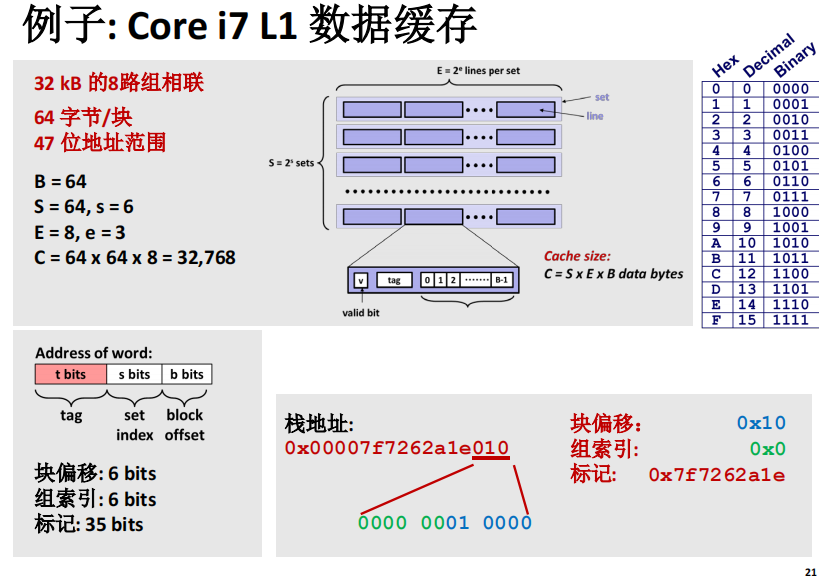 例子: Core i7 L1 数据缓存
32 kB 的8路组相联
64 字节/块
47 位地址范围
B = 64
S = 64, s = 6
E = 8, e = 3
C = 64 x 64 x 8 = 32,768
E = 2ᵉ lines per set
set
line
S = 2ˢ sets
v
tag
0 1 2 ······· B-1
valid bit
Cache size:
C = S x E x B data bytes
Hex Decimal Binary
0 0 0000
1 1 0001
2 2 0010
3 3 0011
4 4 0100
5 5 0101
6 6 0110
7 7 0111
8 8 1000
9 9 1001
A 10 1010
B 11 1011
C 12 1100
D 13 1101
E 14 1110
F 15 1111
Address of word:
t bits s bits b bits
tag set index block offset
块偏移: 6 bits
组索引: 6 bits
标记: 35 bits
栈地址:
0x00007f7262a1e010
0000 0001 0000
块偏移: 0x10
组索引: 0x0
标记: 0x7f7262a1e
21